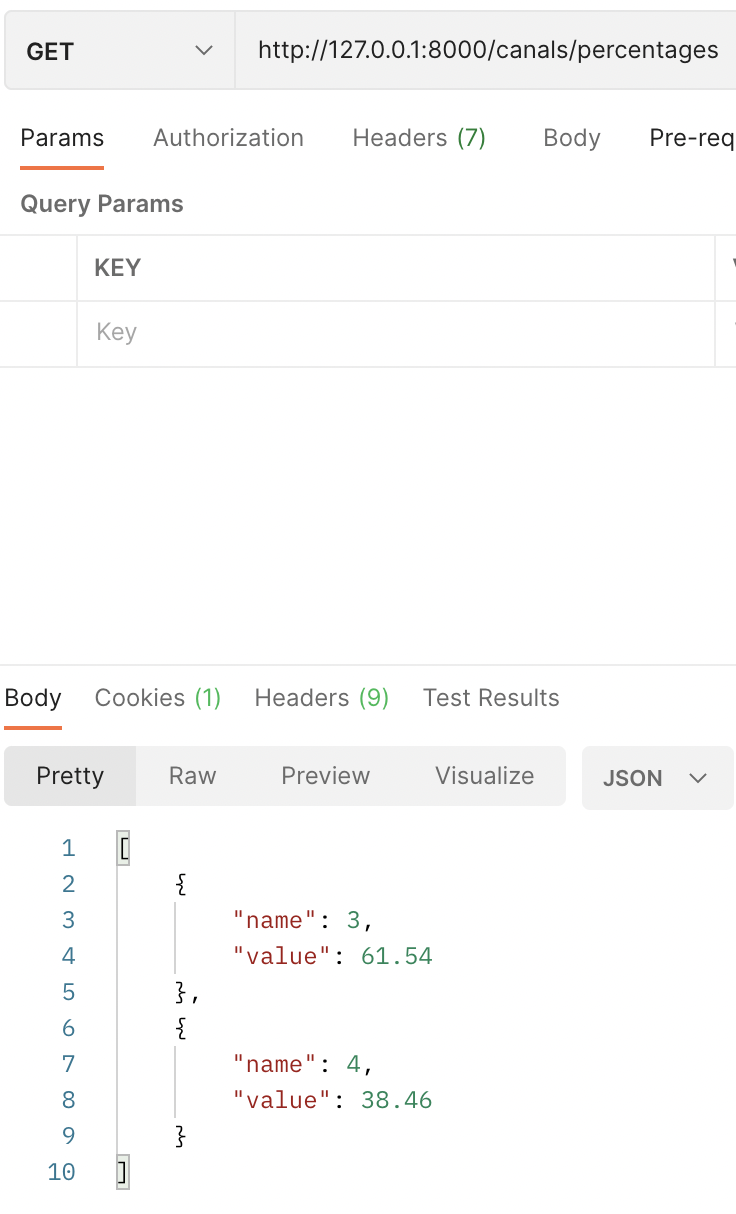 GET http://127.0.0.1:8000/canals/percentages
Params Authorization Headers (7) Body Pre-req
Query Params
KEY
Key
Body Cookies (1) Headers (9) Test Results
Pretty Raw Preview Visualize JSON
1 [
2 {
3 "name": 3,
4 "value": 61.54
5 },
6 {
7 "name": 4,
8 "value": 38.46
9 }
10 ]